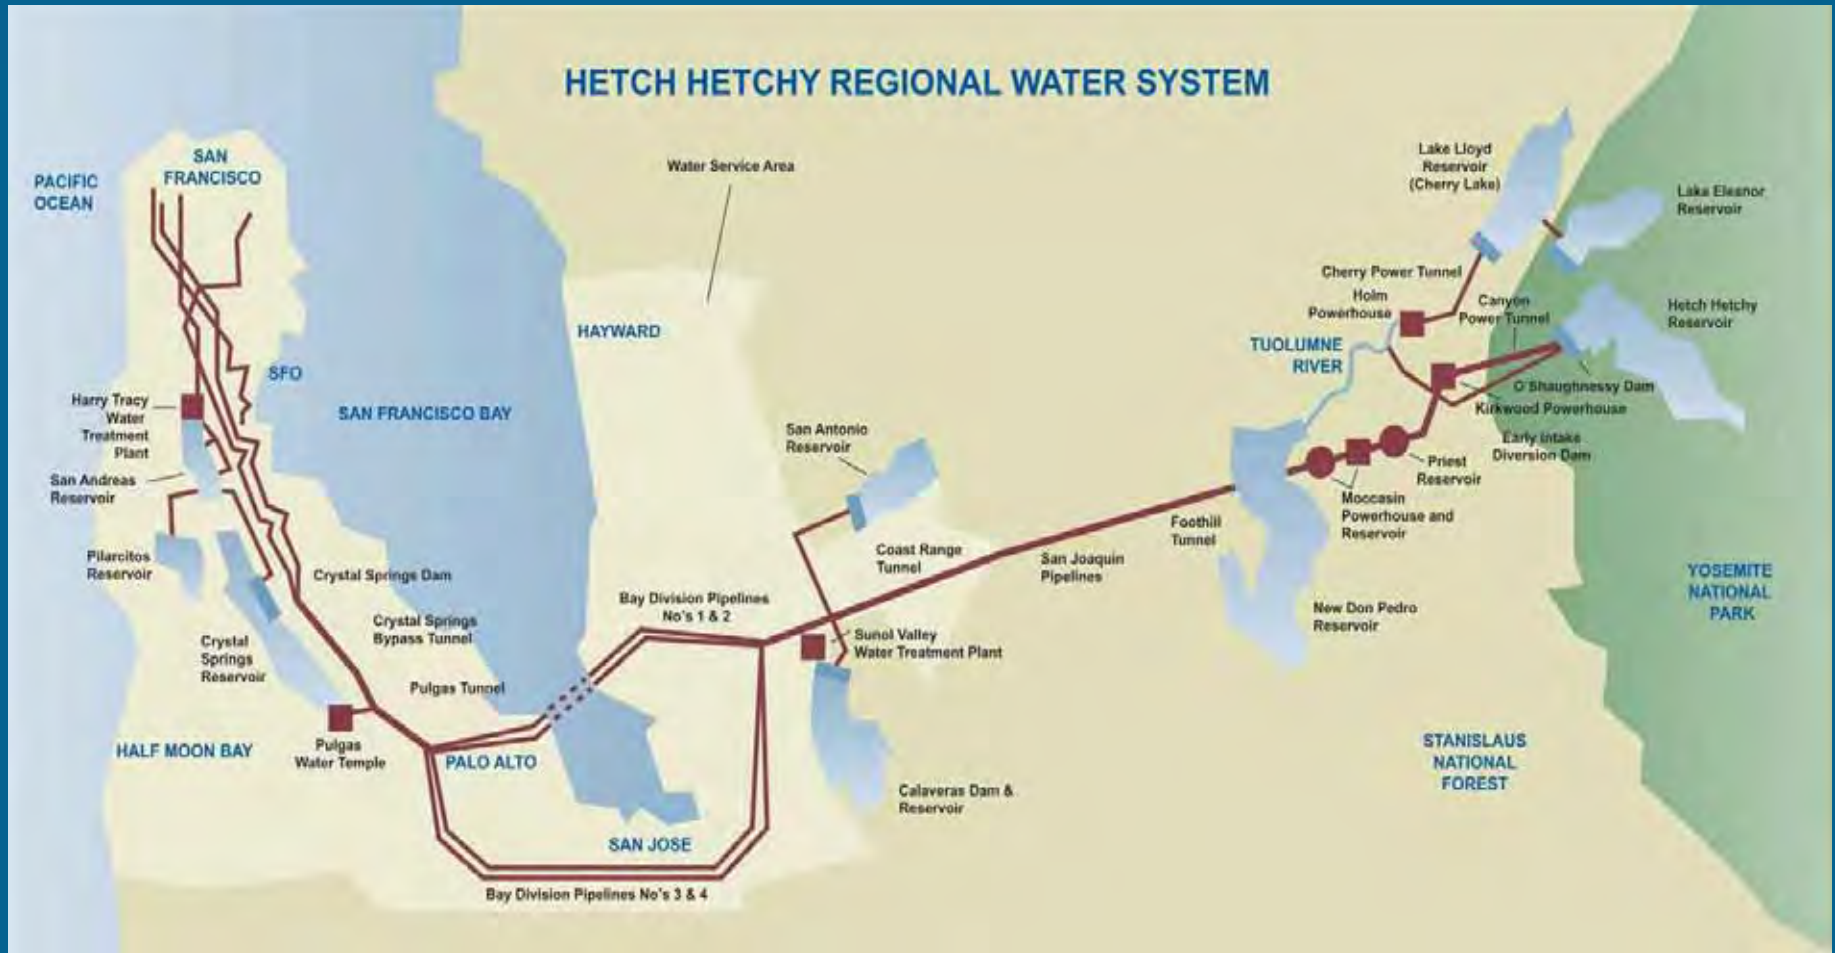 HETCH HETCHY REGIONAL WATER SYSTEM
PACIFIC
OCEAN
SAN
FRANCISCO
Water Service Area
Lake Lloyd
Reservoir
(Cherry Lake)
Lake Eleanor
Reservoir
Cherry Power Tunnel
Holm
Powerhouse
Canyon
Power Tunnel
Hetch Hetchy
Reservoir
HAYWARD
TUOLUMNE
RIVER
SFO
O'Shaughnessy Dam
Kirkwood Powerhouse
Harry Tracy
Water
Treatment
Plant
SAN FRANCISCO BAY
San Antonio
Reservoir
Early Intake
Diversion Dam
Priest
Reservoir
San Andreas
Reservoir
Moccasin
Powerhouse and
Reservoir
Foothill
Tunnel
Coast Range
Tunnel
San Joaquin
Pipelines
Pilarcitos
Reservoir
Crystal Springs Dam
YOSEMITE
NATIONAL
PARK
Bay Division Pipelines
No's 1 & 2
New Don Pedro
Reservoir
Crystal Springs
Bypass Tunnel
Sunol Valley
Water Treatment Plant
Crystal
Springs
Reservoir
Pulgas Tunnel
HALF MOON BAY
Pulgas
Water Temple
PALO ALTO
STANISLAUS
NATIONAL
FOREST
Calaveras Dam &
Reservoir
SAN JOSE
Bay Division Pipelines No's 3 & 4